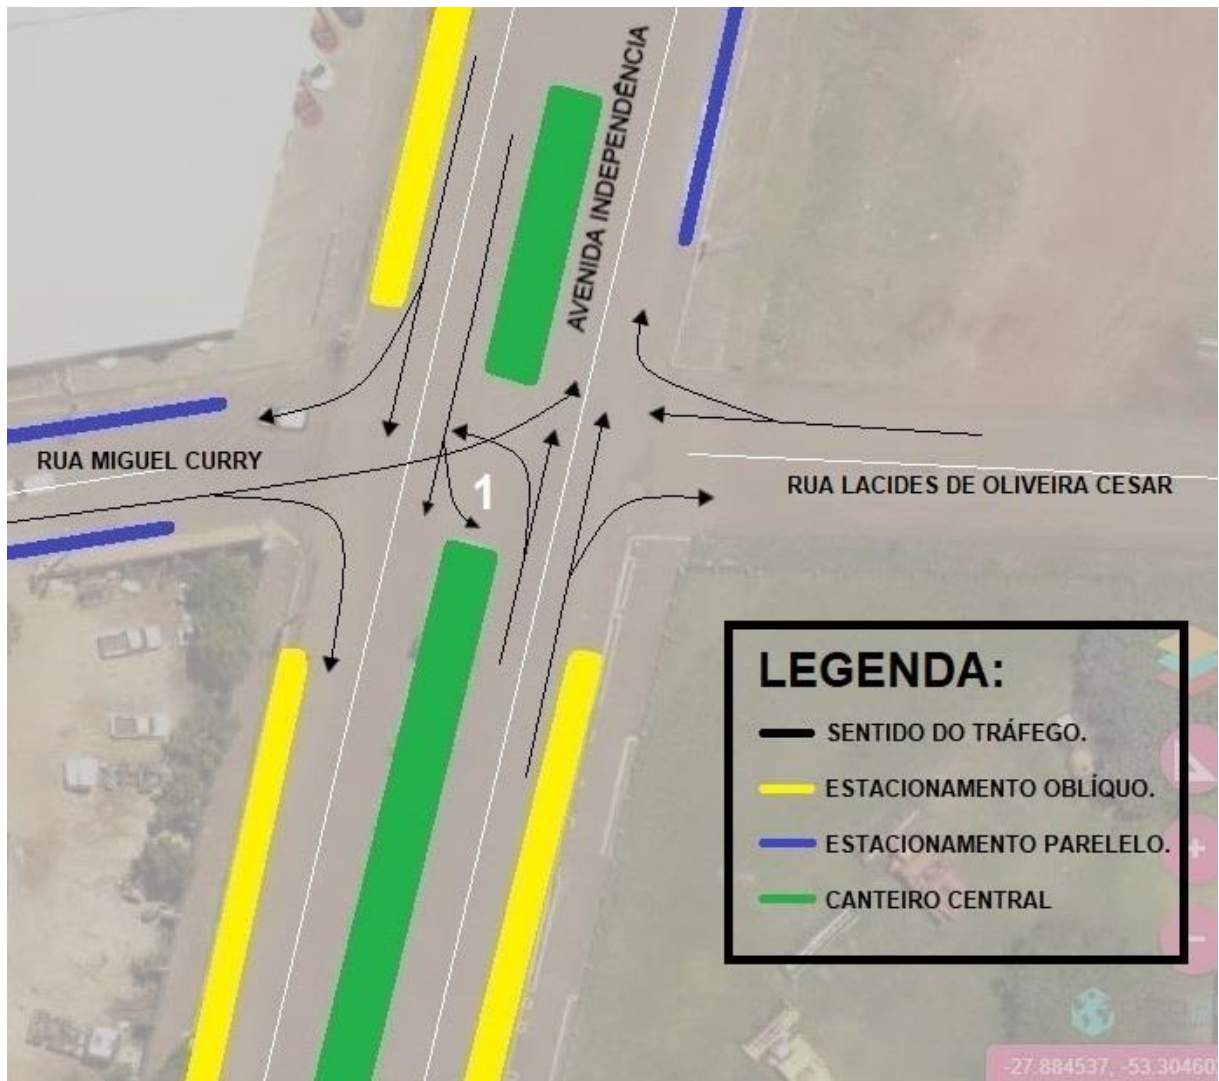 AVENIDA INDEPENDÊNCIA
RUA MIGUEL CURRY
1
RUA LACIDES DE OLIVEIRA CESAR
LEGENDA:
SENTIDO DO TRÁFEGO.
ESTACIONAMENTO OBLÍQUO.
ESTACIONAMENTO PARELELO.
CANTEIRO CENTRAL
-27.884537, -53.30460